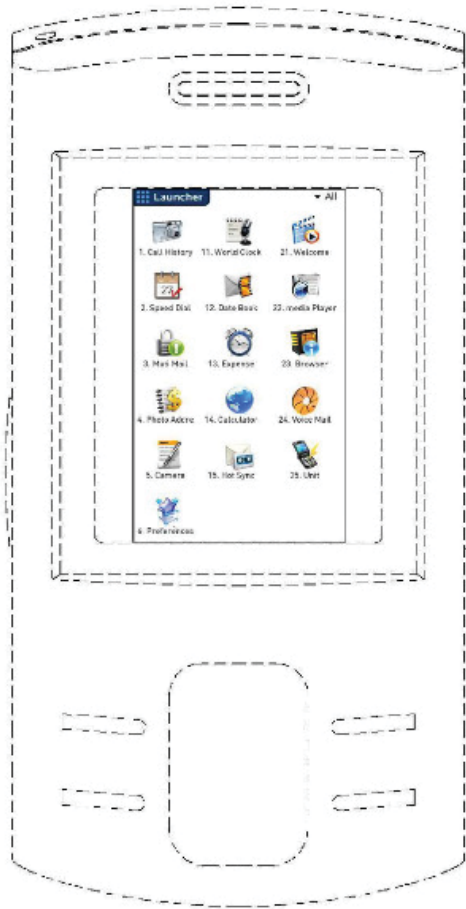 Launcher All
1. Call History 11. World Clock 21. Welcome
2. Speed Dial 12. Date Book 22. media Player
3. Mail 13. Expense 23. Browser
4. Photo 14. Calculator 24. Voice Mail
5. Camera 15. Hot Sync 25. Unit
6. Preferences